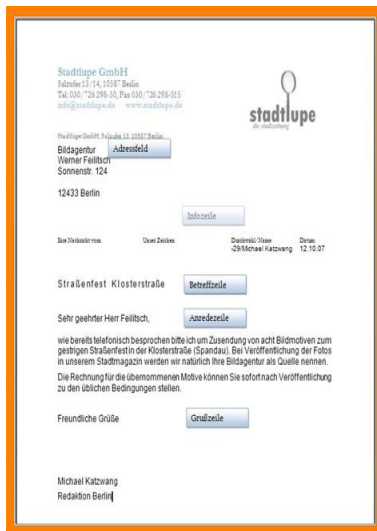 Stadtlupe GmbH
Salzufer 13/14, 10587 Berlin
Tel: 030/726 298-50, Fax 030/726 298-515
info@stadtlupe.de www.stadtlupe.de
stadtlupe
die stadtzeitung
Stadtlupe GmbH, Salzufer 13, 10587 Berlin
Bildagentur Adressfeld
Werner Feilitsch
Sonnenstr. 124
12433 Berlin
Infozeile
Ihre Nachricht vom Unser Zeichen Durchwahl/Name Datum
-29/Michael Katzwang 12.10.07
Straßenfest Klosterstraße Betreffzeile
Sehr geehrter Herr Feilitsch, Anredezeile
wie bereits telefonisch besprochen bitte ich um Zusendung von acht Bildmotiven zum
gestrigen Straßenfest in der Klosterstraße (Spandau). Bei Veröffentlichung der Fotos
in unserem Stadtmagazin werden wir natürlich Ihre Bildagentur als Quelle nennen.
Die Rechnung für die übernommenen Motive können Sie sofort nach Veröffentlichung
zu den üblichen Bedingungen stellen.
Freundliche Grüße Grußzeile
Michael Katzwang
Redaktion Berlin